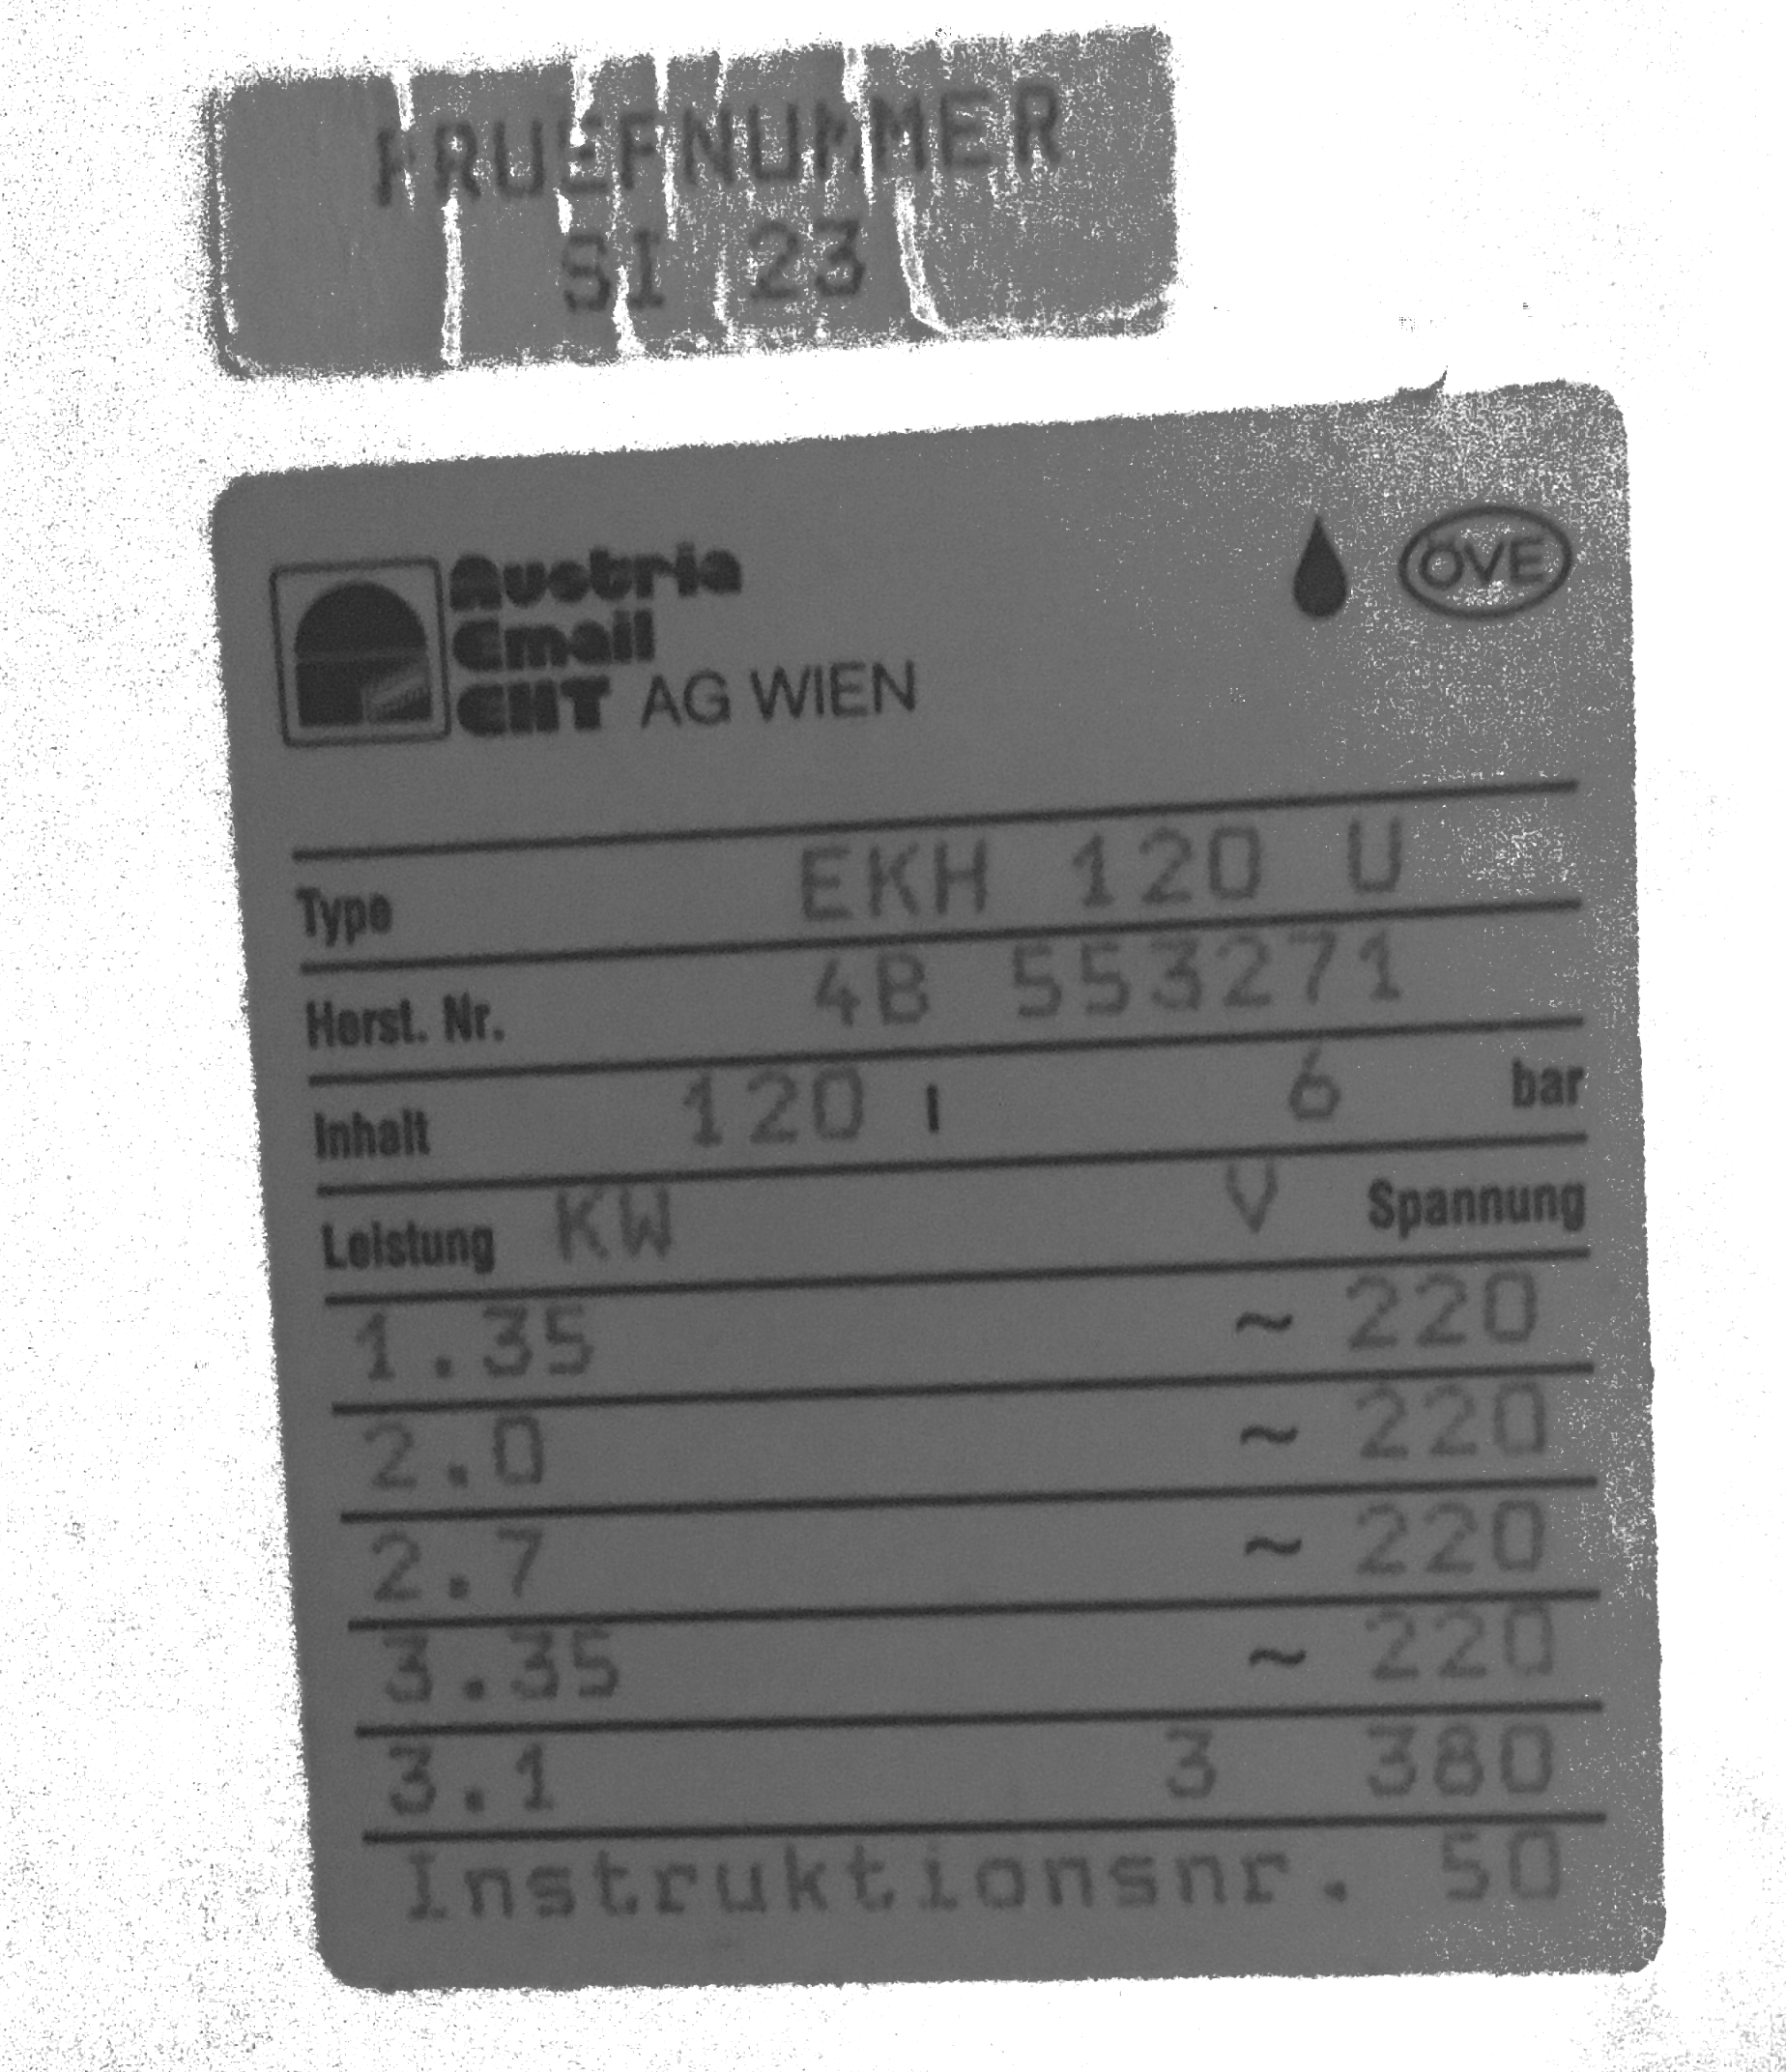 PRUEFNUMMER
SI 23
Austria
Email
EHT AG WIEN
ÖVE
Type EKH 120 U
Herst. Nr. 4B 553271
Inhalt 120 l 6 bar
Leistung KW V Spannung
1.35 ~ 220
2.0 ~ 220
2.7 ~ 220
3.35 ~ 220
3.1 3 380
Instruktionsnr. 50